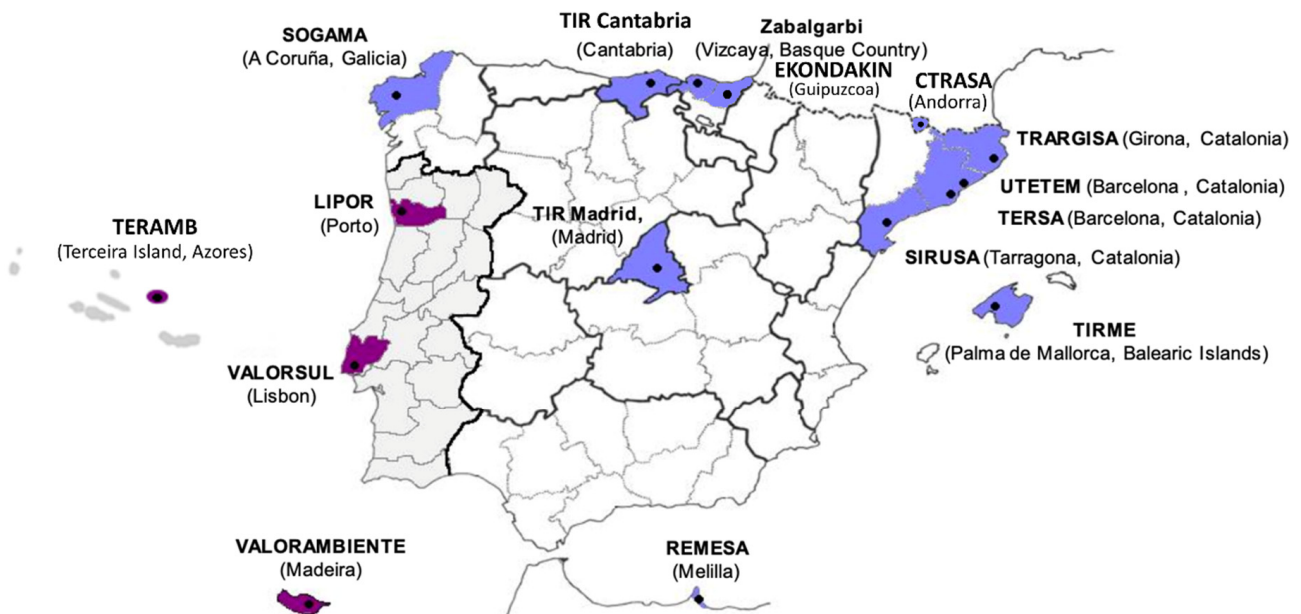 TIR Cantabria
(Cantabria)
Zabalgarbi
(Vizcaya, Basque Country)
SOGAMA
(A Coruña, Galicia)
EKONDAKIN
(Guipuzcoa)
CTRASA
(Andorra)
TRARGISA (Girona, Catalonia)
UTETEM (Barcelona , Catalonia)
LIPOR
(Porto)
TIR Madrid,
(Madrid)
TERSA (Barcelona, Catalonia)
TERAMB
(Terceira Island, Azores)
SIRUSA (Tarragona, Catalonia)
TIRME
(Palma de Mallorca, Balearic Islands)
VALORSUL
(Lisbon)
VALORAMBIENTE
(Madeira)
REMESA
(Melilla)